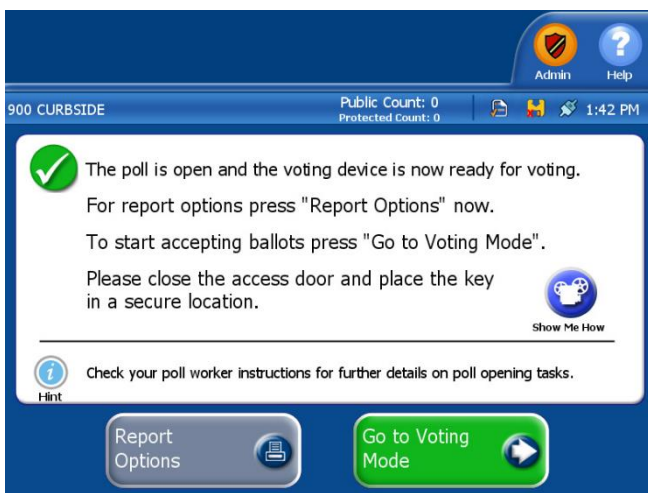 Admin
Help
900 CURBSIDE
Public Count: 0
Protected Count: 0
1:42 PM
The poll is open and the voting device is now ready for voting.
For report options press "Report Options" now.
To start accepting ballots press "Go to Voting Mode".
Please close the access door and place the key
in a secure location.
Show Me How
Hint
Check your poll worker instructions for further details on poll opening tasks.
Report
Options
Go to Voting
Mode